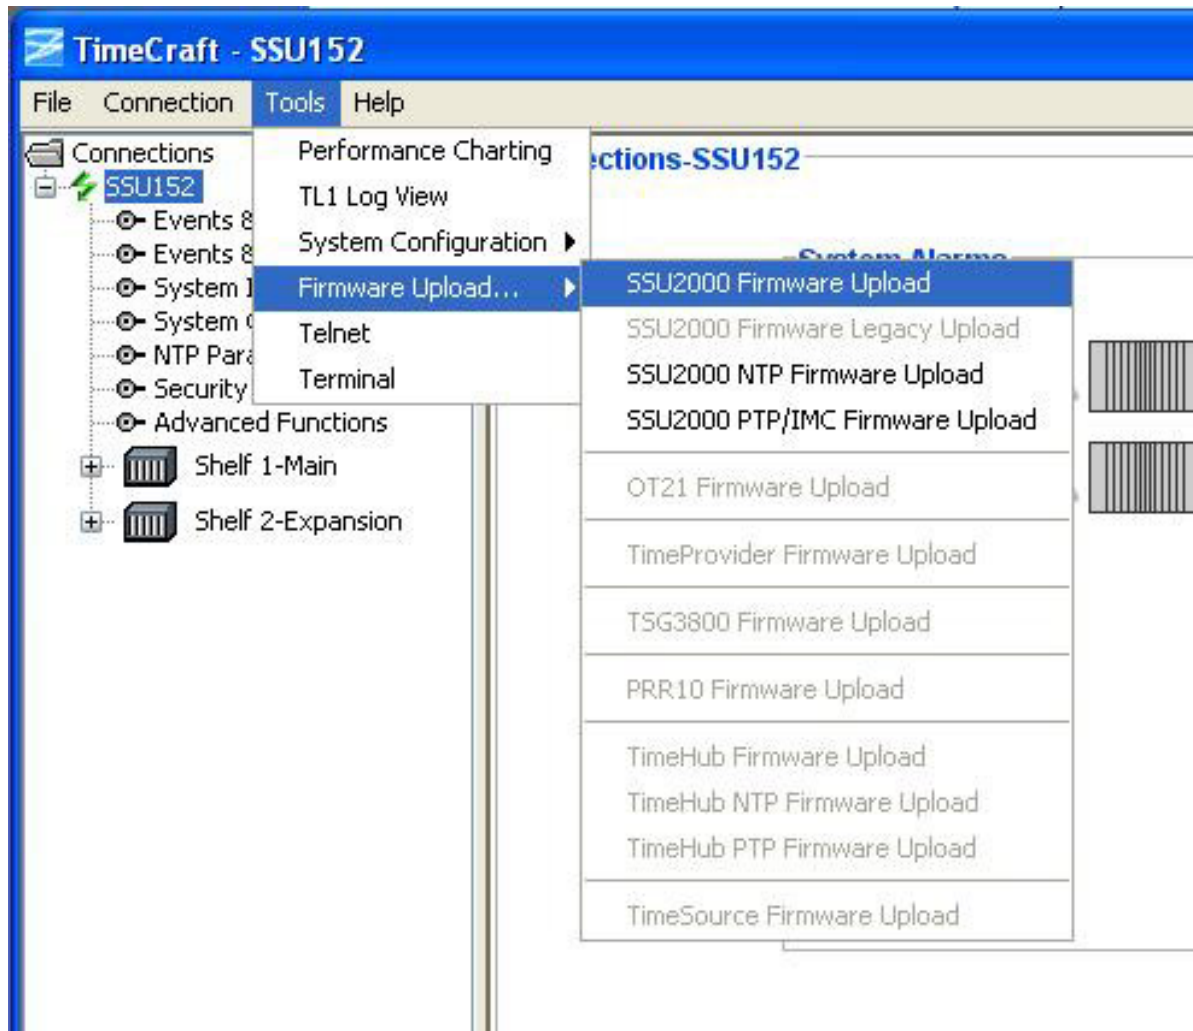 TimeCraft - SSU152
File Connection Tools Help
Connections
SSU152
Events 8
Events 8
System
System
NTP Para
Security
Advanced Functions
Shelf 1-Main
Shelf 2-Expansion
Performance Charting
TL1 Log View
System Configuration
Firmware Upload...
Telnet
Terminal
ections-SSU152
System Alarms
SSU2000 Firmware Upload
SSU2000 Firmware Legacy Upload
SSU2000 NTP Firmware Upload
SSU2000 PTP/IMC Firmware Upload
OT21 Firmware Upload
TimeProvider Firmware Upload
TSG3800 Firmware Upload
PRR10 Firmware Upload
TimeHub Firmware Upload
TimeHub NTP Firmware Upload
TimeHub PTP Firmware Upload
TimeSource Firmware Upload